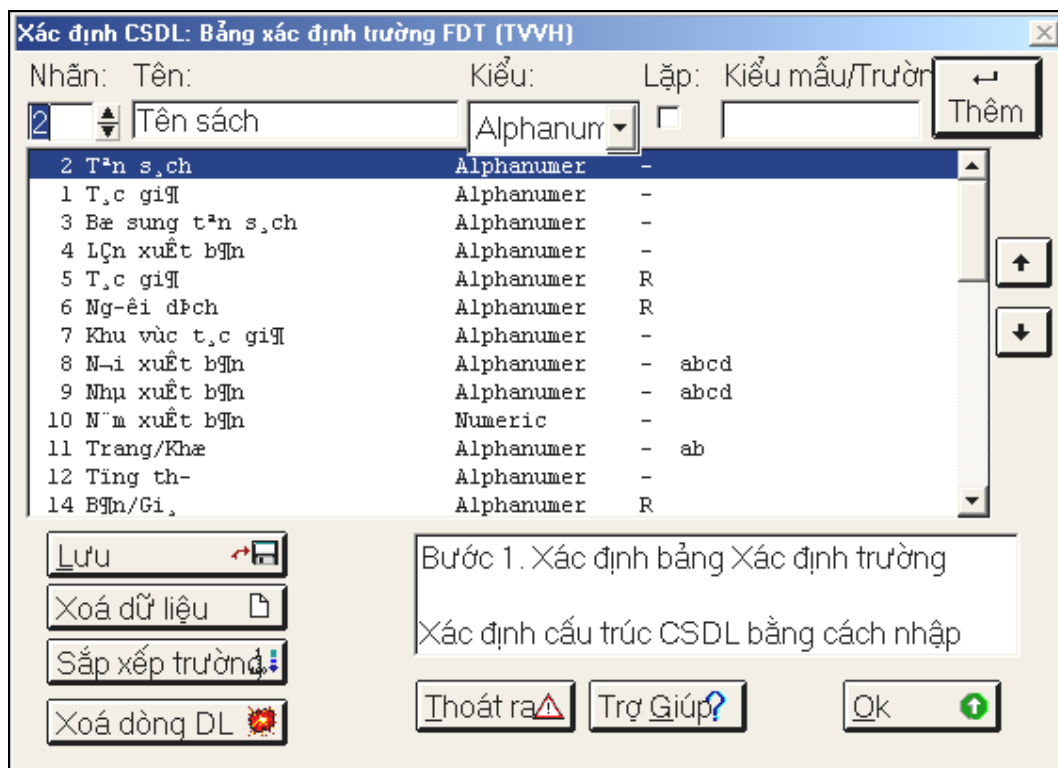 Xác định CSDL: Bảng xác định trường FDT (TVVH)
Nhãn: Tên: Kiểu: Lặp: Kiểu mẫu/Trườn
2 Tên sách Alphanum Thêm
2 Tªn s¸ch Alphanumer -
1 T¸c gi¶ Alphanumer -
3 Bæ sung tªn s¸ch Alphanumer -
4 LÇn xuÊt b¶n Alphanumer -
5 T¸c gi¶ Alphanumer R
6 Ng-êi dÞch Alphanumer R
7 Khu vùc t¸c gi¶ Alphanumer -
8 N¬i xuÊt b¶n Alphanumer - abcd
9 Nhµ xuÊt b¶n Alphanumer - abcd
10 N¨m xuÊt b¶n Numeric -
11 Trang/Khæ Alphanumer - ab
12 Tïng th- Alphanumer -
14 B¶n/Gi¸ Alphanumer R
Lưu
Xoá dữ liệu
Sắp xếp trường
Xoá dòng DL
Bước 1. Xác định bảng Xác định trường
Xác định cấu trúc CSDL bằng cách nhập
Thoát ra Trợ Giúp Ok